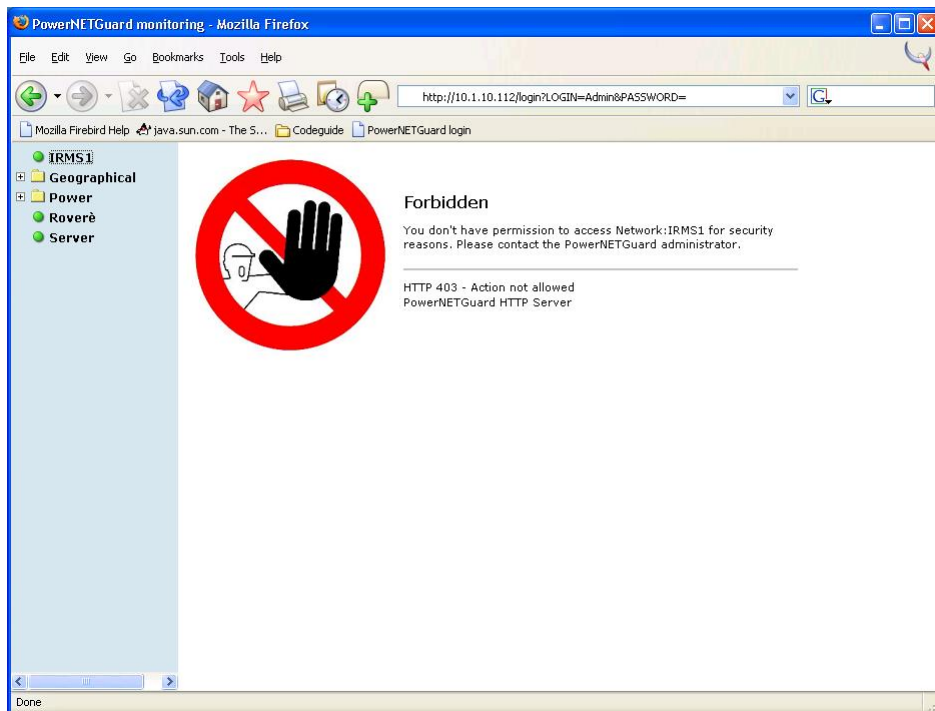 PowerNETGuard monitoring - Mozilla Firefox
File Edit View Go Bookmarks Tools Help
http://10.1.10.112/login?LOGIN=Admin&PASSWORD=
G
Mozilla Firebird Help java.sun.com - The S... Codeguide PowerNETGuard login
IRMS1
Geographical
Power
Roverè
Server
Forbidden
You don't have permission to access Network:IRMS1 for security
reasons. Please contact the PowerNETGuard administrator.
HTTP 403 - Action not allowed
PowerNETGuard HTTP Server
Done